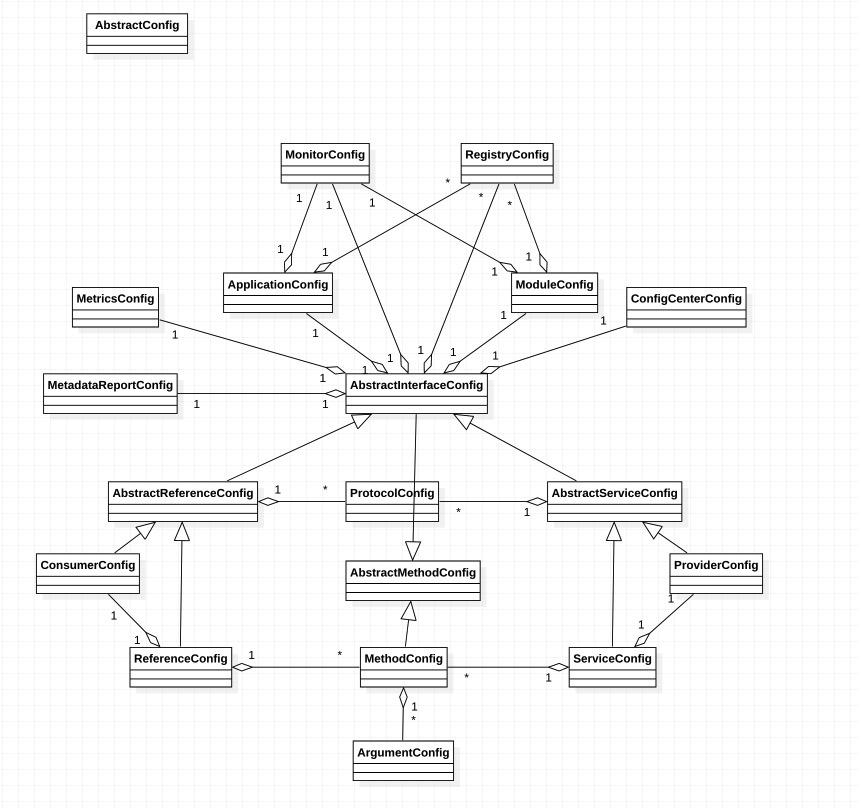 AbstractConfig
MonitorConfig
RegistryConfig
*
1
1
1
*
*
1
1
1
1
ApplicationConfig
ModuleConfig
MetricsConfig
ConfigCenterConfig
1
1
1
1
1
1
1
1
1
1
AbstractInterfaceConfig
MetadataReportConfig
1
1
AbstractReferenceConfig
1
*
ProtocolConfig
*
1
AbstractServiceConfig
ConsumerConfig
AbstractMethodConfig
ProviderConfig
1
1
1
1
ReferenceConfig
1
*
MethodConfig
*
1
ServiceConfig
1
*
ArgumentConfig